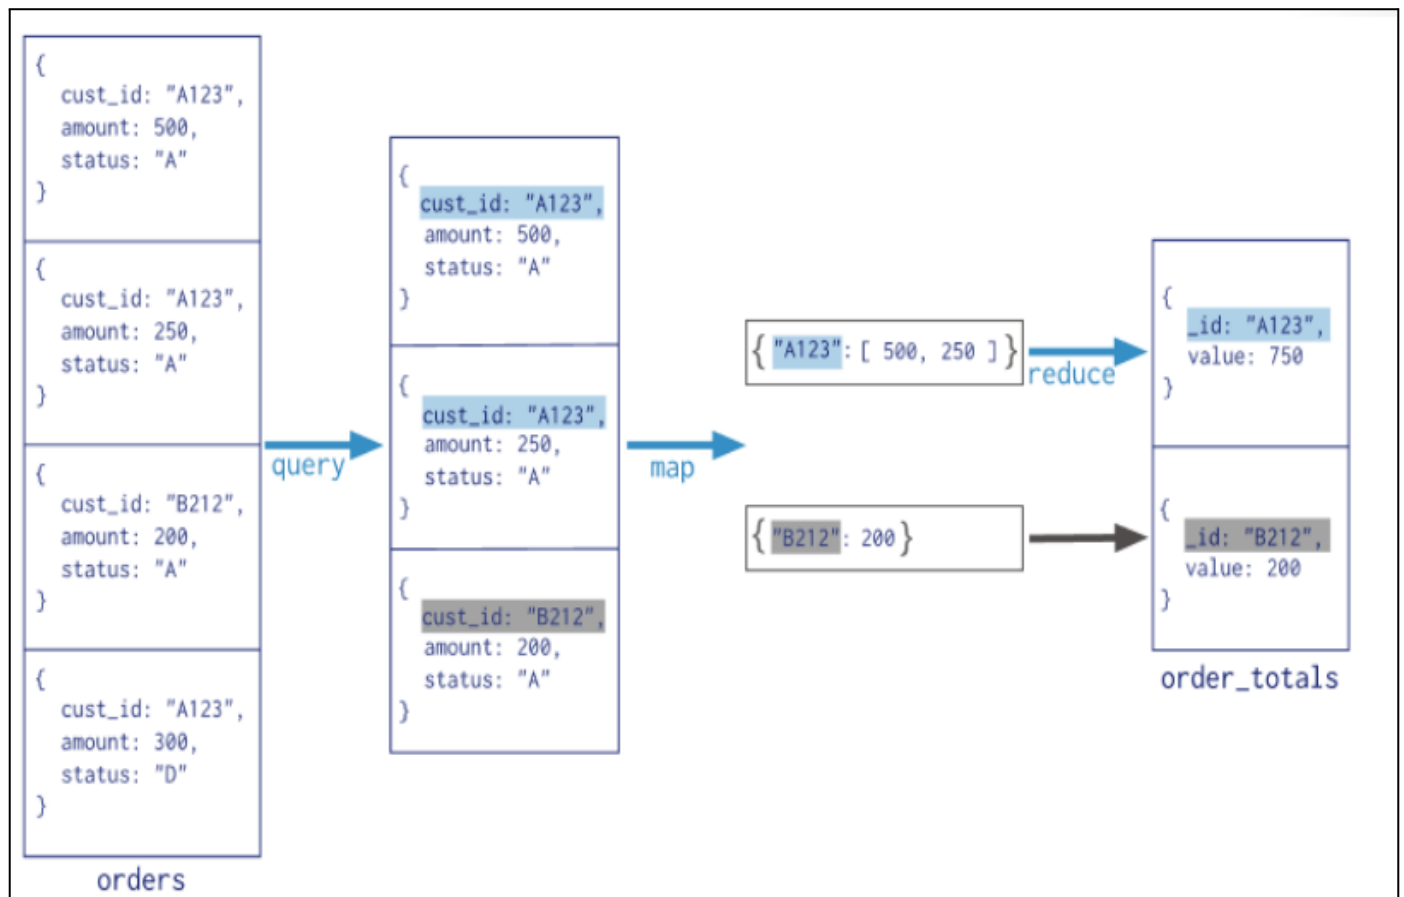 {
cust_id: "A123",
amount: 500,
status: "A"
}
{
cust_id: "A123",
amount: 250,
status: "A"
}
{
cust_id: "B212",
amount: 200,
status: "A"
}
{
cust_id: "A123",
amount: 300,
status: "D"
}
orders
query
{
cust_id: "A123",
amount: 500,
status: "A"
}
{
cust_id: "A123",
amount: 250,
status: "A"
}
{
cust_id: "B212",
amount: 200,
status: "A"
}
map
{ "A123": [ 500, 250 ] }
reduce
{ "B212": 200 }
{
_id: "A123",
value: 750
}
{
_id: "B212",
value: 200
}
order_totals